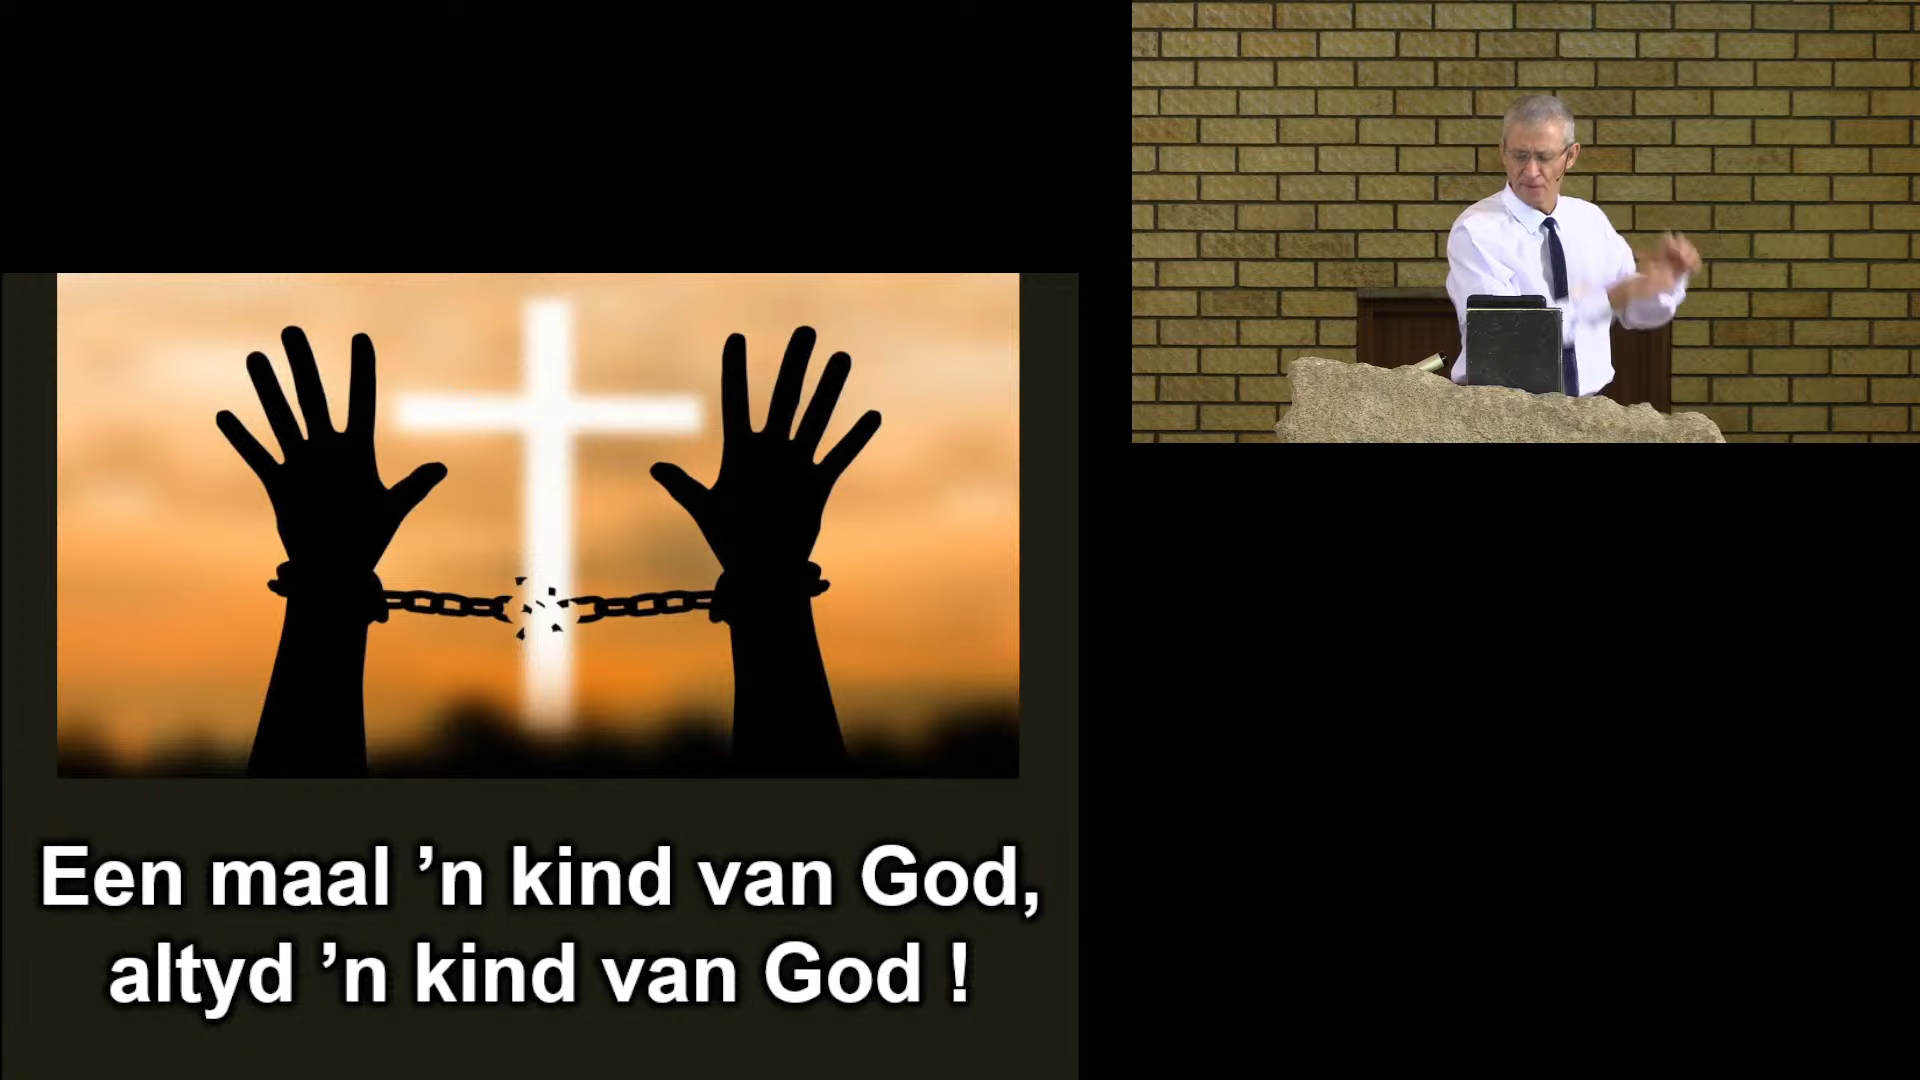 Een maal ’n kind van God,
altyd ’n kind van God !